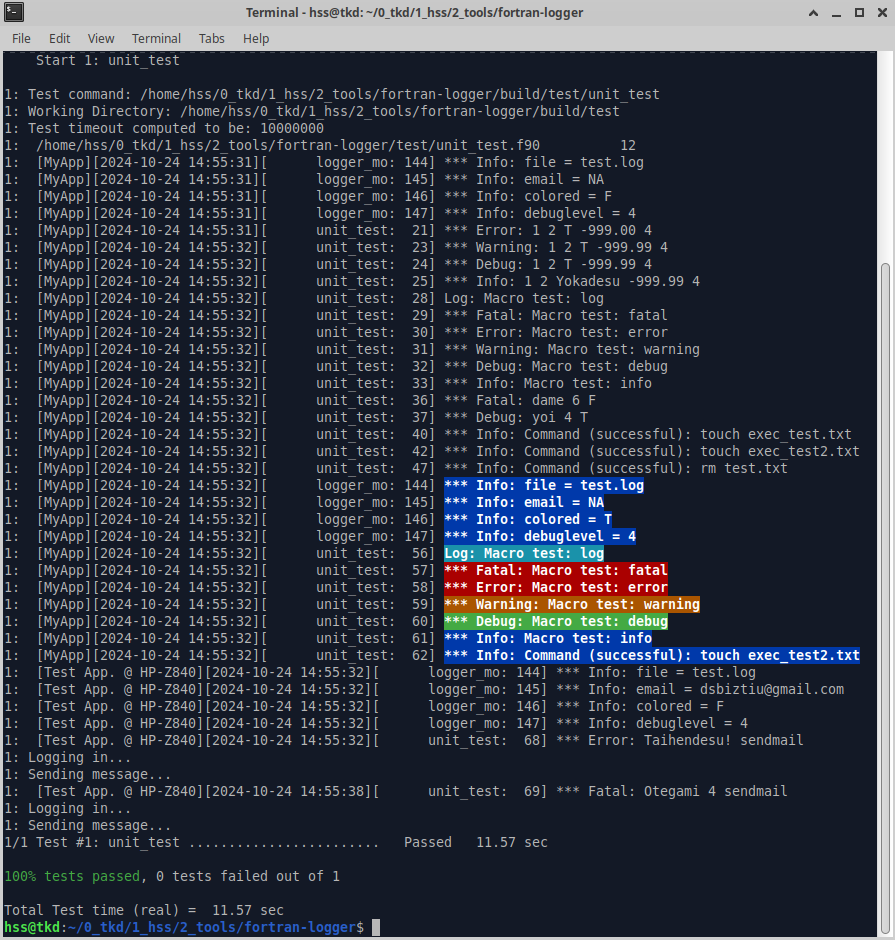 Terminal - hss@tkd: ~/0_tkd/1_hss/2_tools/fortran-logger
File Edit View Terminal Tabs Help
    Start 1: unit_test

1: Test command: /home/hss/0_tkd/1_hss/2_tools/fortran-logger/build/test/unit_test
1: Working Directory: /home/hss/0_tkd/1_hss/2_tools/fortran-logger/build/test
1: Test timeout computed to be: 10000000
1:  /home/hss/0_tkd/1_hss/2_tools/fortran-logger/test/unit_test.f90          12
1:  [MyApp][2024-10-24 14:55:31][      logger_mo: 144] *** Info: file = test.log
1:  [MyApp][2024-10-24 14:55:31][      logger_mo: 145] *** Info: email = NA
1:  [MyApp][2024-10-24 14:55:31][      logger_mo: 146] *** Info: colored = F
1:  [MyApp][2024-10-24 14:55:31][      logger_mo: 147] *** Info: debuglevel = 4
1:  [MyApp][2024-10-24 14:55:31][      unit_test:  21] *** Error: 1 2 T -999.00 4
1:  [MyApp][2024-10-24 14:55:32][      unit_test:  23] *** Warning: 1 2 T -999.99 4
1:  [MyApp][2024-10-24 14:55:32][      unit_test:  24] *** Debug: 1 2 T -999.99 4
1:  [MyApp][2024-10-24 14:55:32][      unit_test:  25] *** Info: 1 2 Yokadesu -999.99 4
1:  [MyApp][2024-10-24 14:55:32][      unit_test:  28] Log: Macro test: log
1:  [MyApp][2024-10-24 14:55:32][      unit_test:  29] *** Fatal: Macro test: fatal
1:  [MyApp][2024-10-24 14:55:32][      unit_test:  30] *** Error: Macro test: error
1:  [MyApp][2024-10-24 14:55:32][      unit_test:  31] *** Warning: Macro test: warning
1:  [MyApp][2024-10-24 14:55:32][      unit_test:  32] *** Debug: Macro test: debug
1:  [MyApp][2024-10-24 14:55:32][      unit_test:  33] *** Info: Macro test: info
1:  [MyApp][2024-10-24 14:55:32][      unit_test:  36] *** Fatal: dame 6 F
1:  [MyApp][2024-10-24 14:55:32][      unit_test:  37] *** Debug: yoi 4 T
1:  [MyApp][2024-10-24 14:55:32][      unit_test:  40] *** Info: Command (successful): touch exec_test.txt
1:  [MyApp][2024-10-24 14:55:32][      unit_test:  42] *** Info: Command (successful): touch exec_test2.txt
1:  [MyApp][2024-10-24 14:55:32][      unit_test:  47] *** Info: Command (successful): rm test.txt
1:  [MyApp][2024-10-24 14:55:32][      logger_mo: 144] *** Info: file = test.log
1:  [MyApp][2024-10-24 14:55:32][      logger_mo: 145] *** Info: email = NA
1:  [MyApp][2024-10-24 14:55:32][      logger_mo: 146] *** Info: colored = T
1:  [MyApp][2024-10-24 14:55:32][      logger_mo: 147] *** Info: debuglevel = 4
1:  [MyApp][2024-10-24 14:55:32][      unit_test:  56] Log: Macro test: log
1:  [MyApp][2024-10-24 14:55:32][      unit_test:  57] *** Fatal: Macro test: fatal
1:  [MyApp][2024-10-24 14:55:32][      unit_test:  58] *** Error: Macro test: error
1:  [MyApp][2024-10-24 14:55:32][      unit_test:  59] *** Warning: Macro test: warning
1:  [MyApp][2024-10-24 14:55:32][      unit_test:  60] *** Debug: Macro test: debug
1:  [MyApp][2024-10-24 14:55:32][      unit_test:  61] *** Info: Macro test: info
1:  [MyApp][2024-10-24 14:55:32][      unit_test:  62] *** Info: Command (successful): touch exec_test2.txt
1:  [Test App. @ HP-Z840][2024-10-24 14:55:32][      logger_mo: 144] *** Info: file = test.log
1:  [Test App. @ HP-Z840][2024-10-24 14:55:32][      logger_mo: 145] *** Info: email = dsbiztiu@gmail.com
1:  [Test App. @ HP-Z840][2024-10-24 14:55:32][      logger_mo: 146] *** Info: colored = F
1:  [Test App. @ HP-Z840][2024-10-24 14:55:32][      logger_mo: 147] *** Info: debuglevel = 4
1:  [Test App. @ HP-Z840][2024-10-24 14:55:32][      unit_test:  68] *** Error: Taihendesu! sendmail
1: Logging in...
1: Sending message...
1:  [Test App. @ HP-Z840][2024-10-24 14:55:38][      unit_test:  69] *** Fatal: Otegami 4 sendmail
1: Logging in...
1: Sending message...
1/1 Test #1: unit_test ........................   Passed   11.57 sec

100% tests passed, 0 tests failed out of 1

Total Test time (real) =  11.57 sec
hss@tkd:~/0_tkd/1_hss/2_tools/fortran-logger$